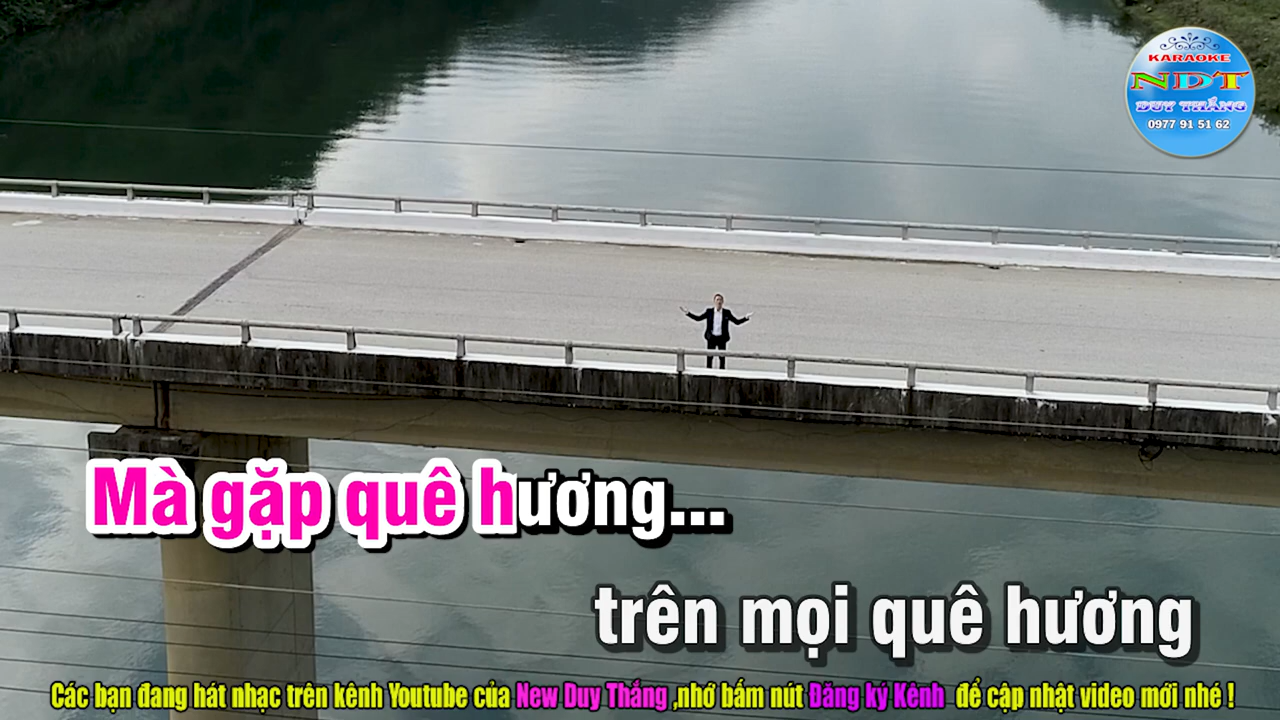 KARAOKE
NDT
DUY THẮNG
0977 91 51 62
Mà gặp quê hương...
trên mọi quê hương
Các bạn đang hát nhạc trên kênh Youtube của New Duy Thắng ,nhớ bấm nút Đăng ký Kênh để cập nhật video mới nhé !